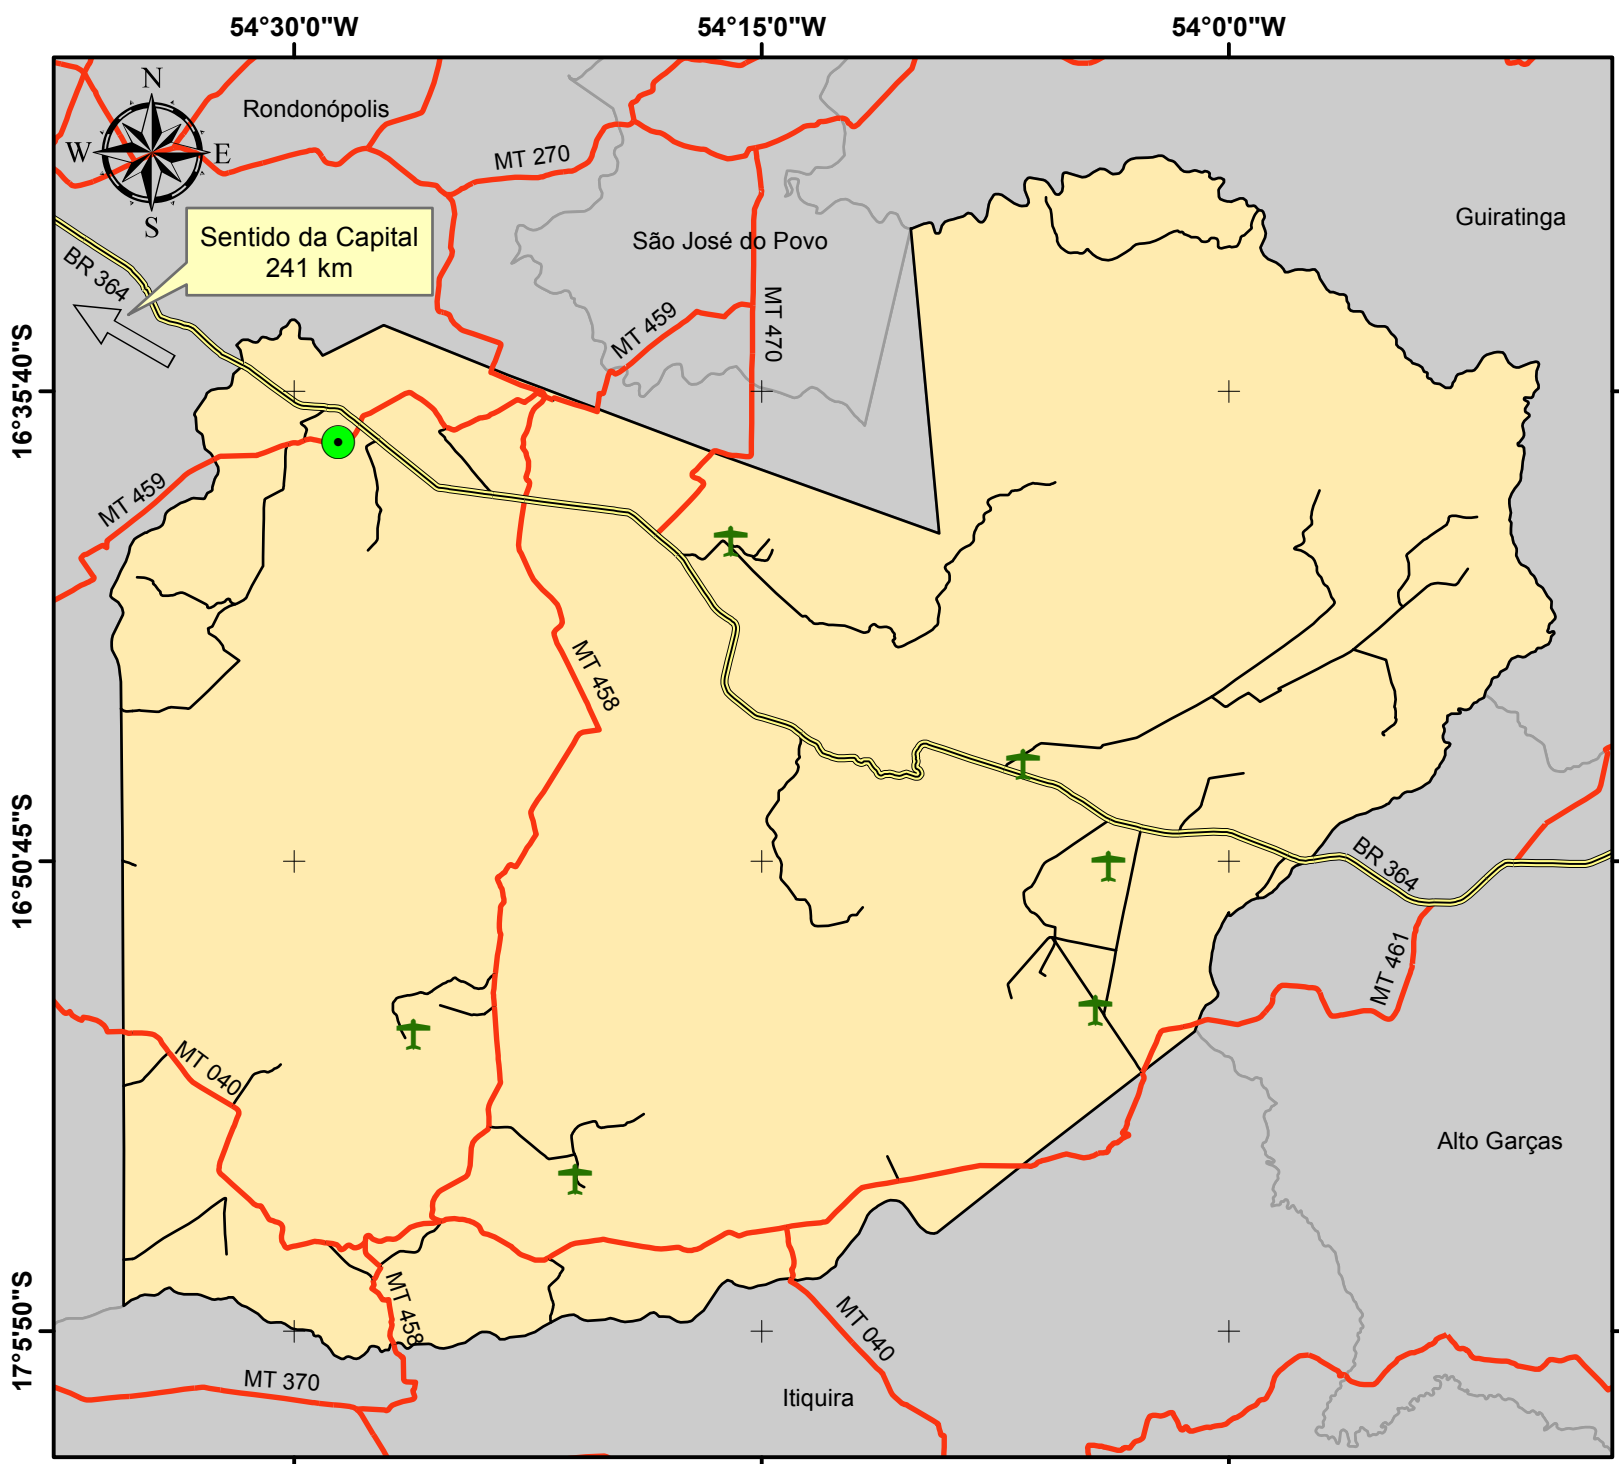 54°30'0"W
54°15'0"W
54°0'0"W
N
W
E
S
Rondonópolis
MT 270
Guiratinga
Sentido da Capital
241 km
São José do Povo
BR 364
MT 459
MT 470
16°35'40"S
MT 459
MT 458
16°50'45"S
BR 364
MT 461
MT 040
Alto Garças
17°5'50"S
MT 458
MT 040
MT 370
Itiquira